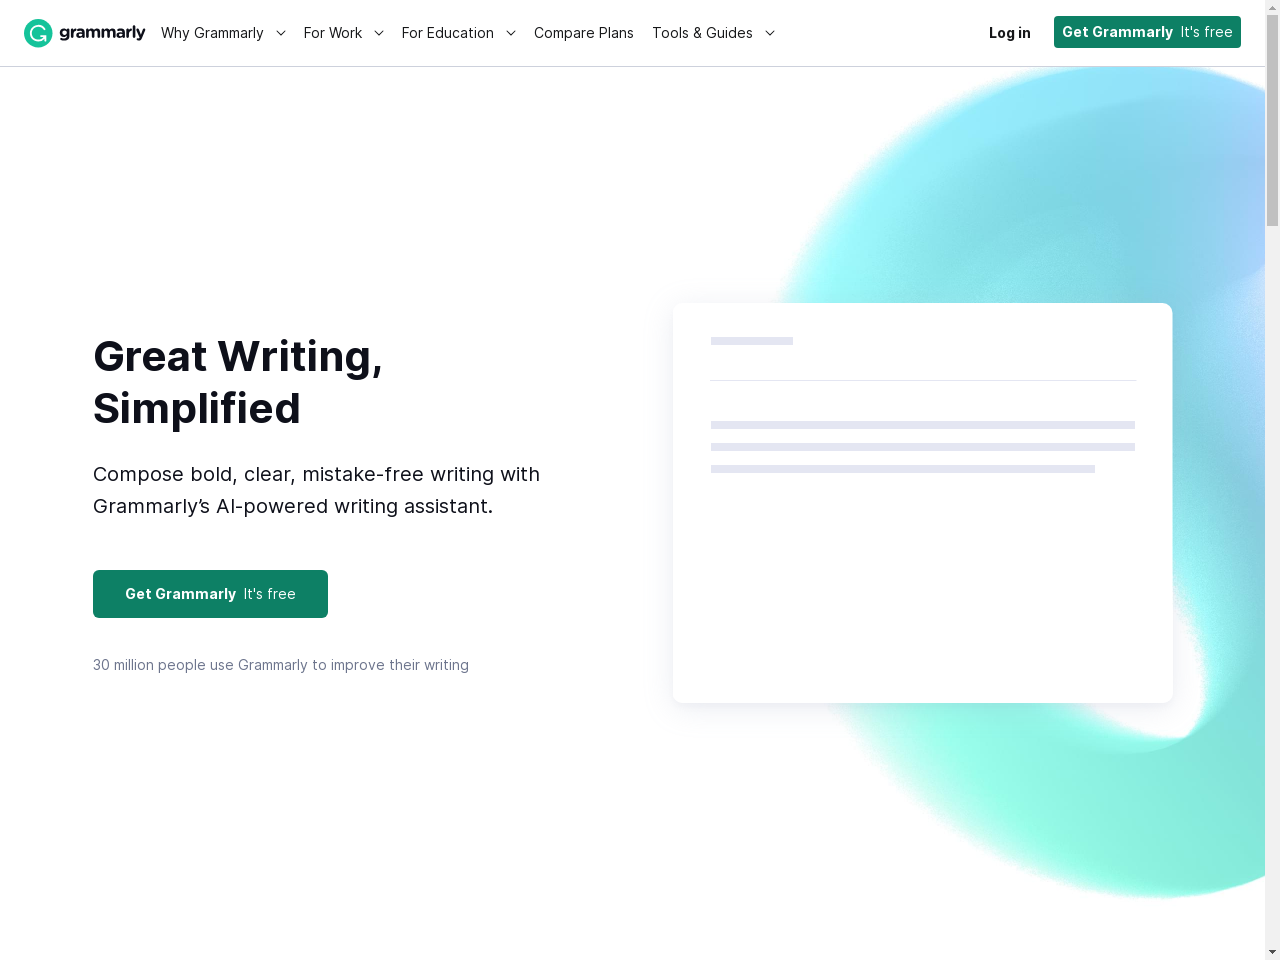 grammarly Why Grammarly For Work For Education Compare Plans Tools & Guides Log in Get Grammarly It's free
Great Writing,
Simplified
Compose bold, clear, mistake-free writing with
Grammarly’s AI-powered writing assistant.
Get Grammarly It's free
30 million people use Grammarly to improve their writing